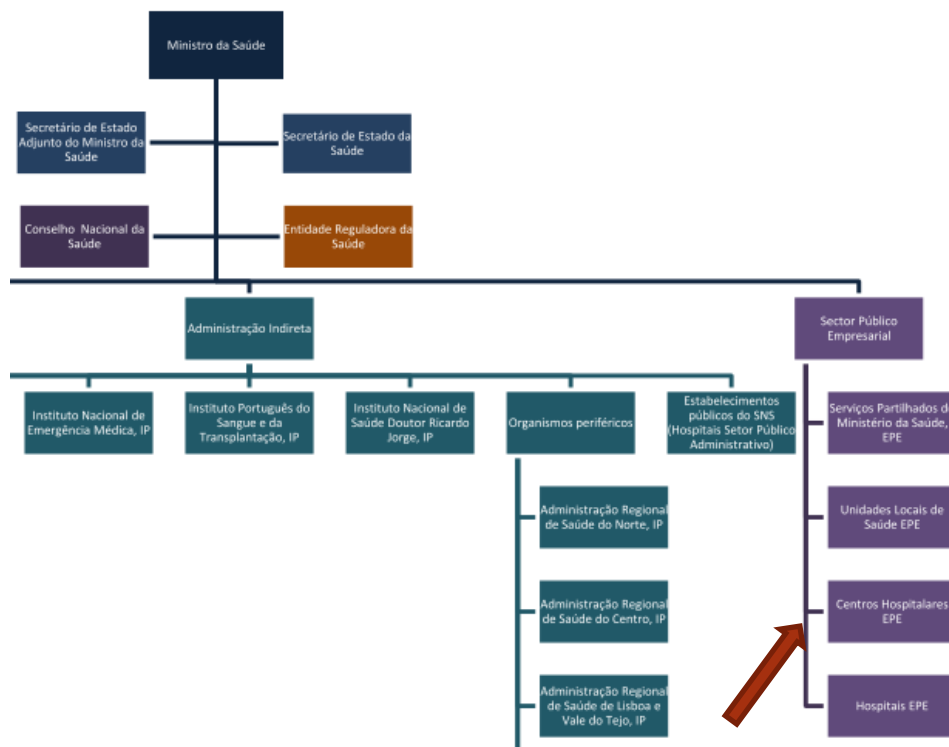 Ministro da Saúde
Secretário de Estado
Adjunto do Ministro da
Saúde
Secretário de Estado da
Saúde
Conselho Nacional da
Saúde
Entidade Reguladora da
Saúde
Administração Indireta
Sector Público
Empresarial
Instituto Nacional de
Emergência Médica, IP
Instituto Português do
Sangue e da
Transplantação, IP
Instituto Nacional de
Saúde Doutor Ricardo
Jorge, IP
Organismos periféricos
Estabelecimentos
públicos do SNS
(Hospitais Setor Público
Administrativo)
Serviços Partilhados d
Ministério da Saúde,
EPE
Administração Regional
de Saúde do Norte, IP
Unidades Locais de
Saúde EPE
Administração Regional
de Saúde do Centro, IP
Centros Hospitalares
EPE
Administração Regional
de Saúde de Lisboa e
Vale do Tejo, IP
Hospitais EPE